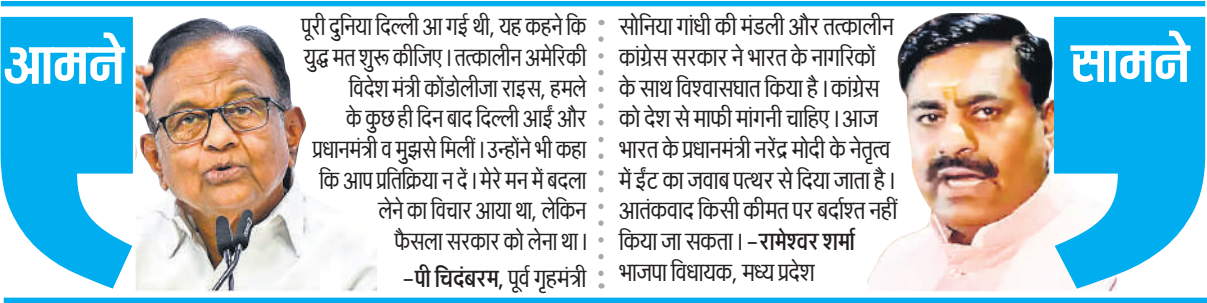 आमने
पूरी दुनिया दिल्ली आ गई थी, यह कहने कि
युद्ध मत शुरू कीजिए। तत्कालीन अमेरिकी
विदेश मंत्री कोंडोलीजा राइस, हमले
के कुछ ही दिन बाद दिल्ली आईं और
प्रधानमंत्री व मुझसे मिलीं। उन्होंने भी कहा
कि आप प्रतिक्रिया न दें। मेरे मन में बदला
लेने का विचार आया था, लेकिन
फैसला सरकार को लेना था।
-पी चिदंबरम, पूर्व गृहमंत्री
सोनिया गांधी की मंडली और तत्कालीन
कांग्रेस सरकार ने भारत के नागरिकों
के साथ विश्वासघात किया है। कांग्रेस
को देश से माफी मांगनी चाहिए। आज
भारत के प्रधानमंत्री नरेंद्र मोदी के नेतृत्व
में ईंट का जवाब पत्थर से दिया जाता है।
आतंकवाद किसी कीमत पर बर्दाश्त नहीं
किया जा सकता। -रामेश्वर शर्मा
भाजपा विधायक, मध्य प्रदेश
सामने